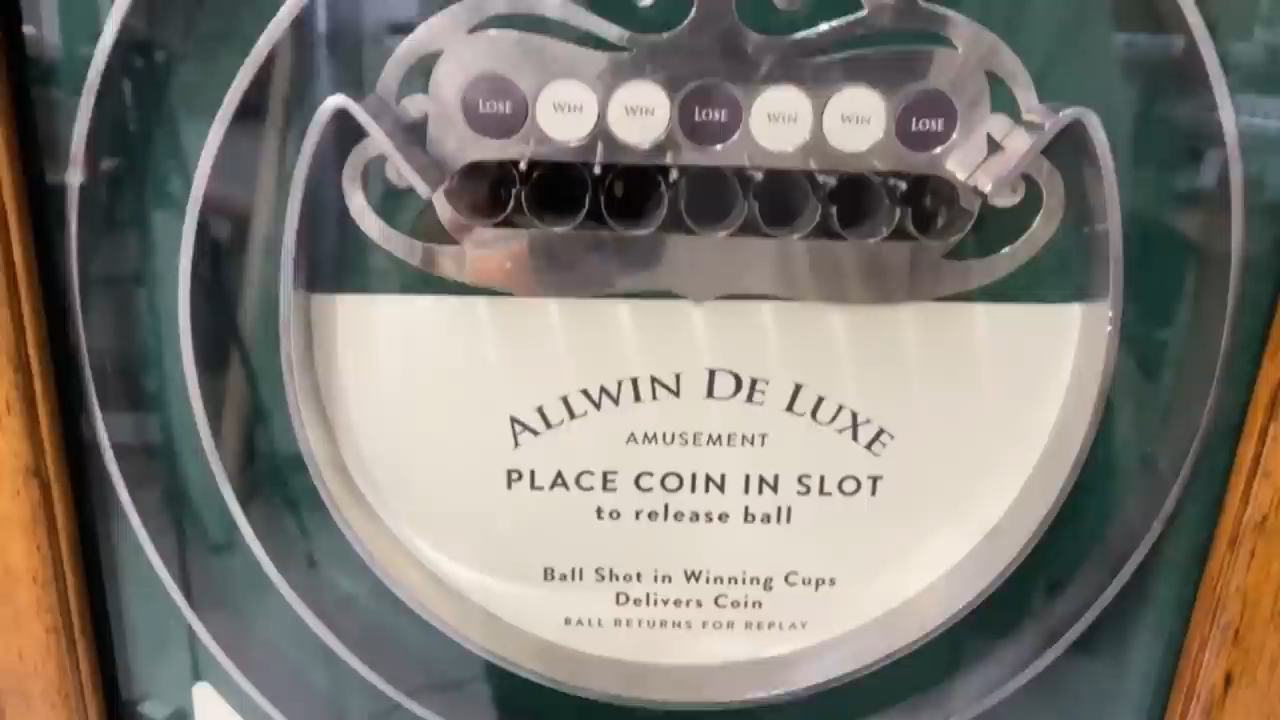 LOSE WIN WIN LOSE WIN WIN LOSE
ALLWIN DE LUXE
AMUSEMENT
PLACE COIN IN SLOT
to release ball
Ball Shot in Winning Cups
Delivers Coin
BALL RETURNS FOR REPLAY